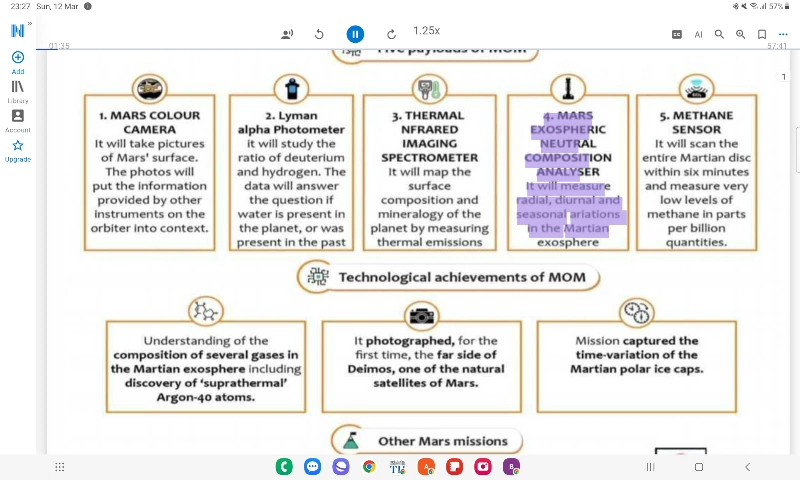 23:27 Sun, 12 Mar
57%
1.25x
AI
01:35
57:41
Add
Library
Account
Upgrade
Five payloads of MOM
1
1. MARS COLOUR
CAMERA
It will take pictures
of Mars' surface.
The photos will
put the information
provided by other
instruments on the
orbiter into context.
2. Lyman
alpha Photometer
it will study the
ratio of deuterium
and hydrogen. The
data will answer
the question if
water is present in
the planet, or was
present in the past
3. THERMAL
NFRARED
IMAGING
SPECTROMETER
It will map the
surface
composition and
mineralogy of the
planet by measuring
thermal emissions
4. MARS
EXOSPHERIC
NEUTRAL
COMPOSITION
ANALYSER
It will measure
radial, diurnal and
seasonal ariations
in the Martian
exosphere
5. METHANE
SENSOR
It will scan the
entire Martian disc
within six minutes
and measure very
low levels of
methane in parts
per billion
quantities.
Technological achievements of MOM
Understanding of the
composition of several gases in
the Martian exosphere including
discovery of 'suprathermal'
Argon-40 atoms.
It photographed, for the
first time, the far side of
Deimos, one of the natural
satellites of Mars.
Mission captured the
time-variation of the
Martian polar ice caps.
Other Mars missions